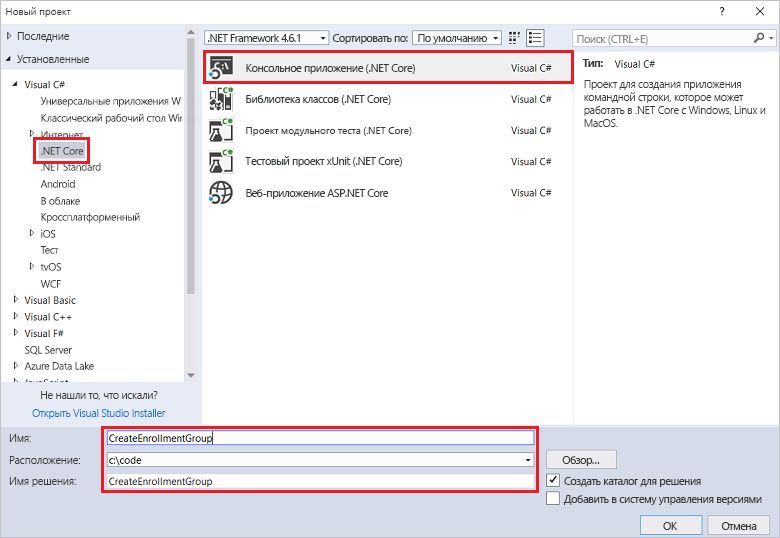 Новый проект
? ×
Последние
Установленные
Visual C#
Универсальные приложения W
Классический рабочий стол Win
Интернет
.NET Core
.NET Standard
Android
В облаке
Кроссплатформенный
iOS
Тест
tvOS
WCF
Visual Basic
Visual C++
Visual F#
SQL Server
Azure Data Lake
JavaScript
Не нашли то, что искали?
Открыть Visual Studio Installer
.NET Framework 4.6.1 Сортировать по: По умолчанию
Консольное приложение (.NET Core) Visual C#
Библиотека классов (.NET Core) Visual C#
Проект модульного теста (.NET Core) Visual C#
Тестовый проект xUnit (.NET Core) Visual C#
Веб-приложение ASP.NET Core Visual C#
Поиск (CTRL+E)
Тип: Visual C#
Проект для создания приложения
командной строки, которое может
работать в .NET Core с Windows, Linux и
MacOS.
Имя: CreateEnrollmentGroup
Расположение: c:\code
Обзор...
Имя решения: CreateEnrollmentGroup
Создать каталог для решения
Добавить в систему управления версиями
OK Отмена